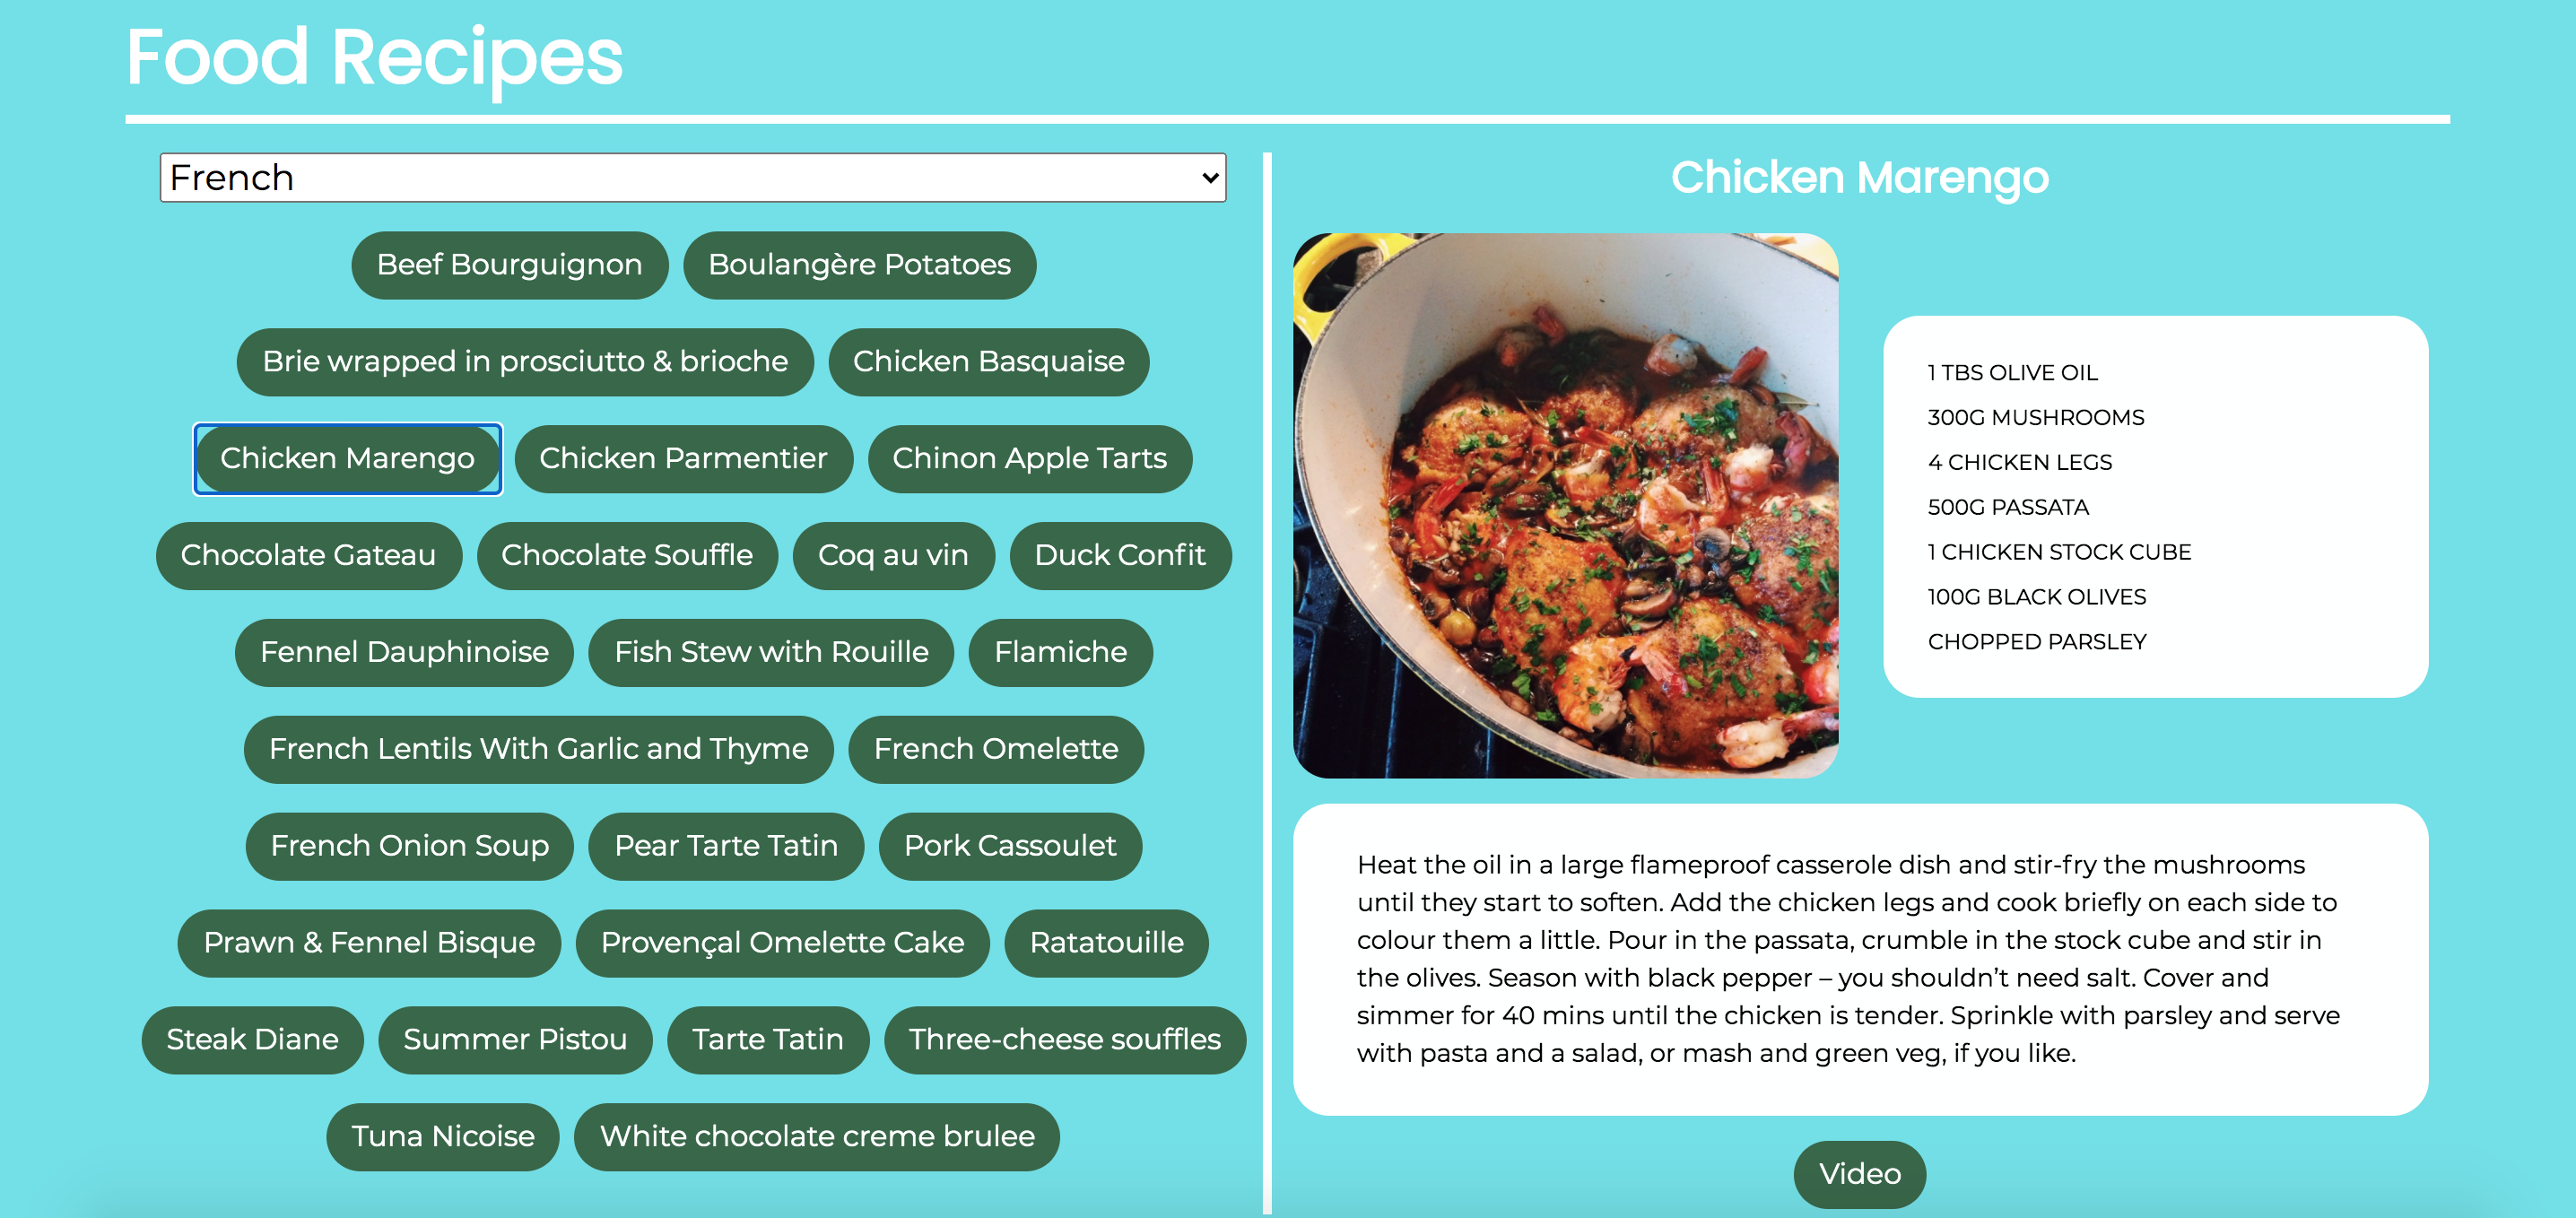 Food Recipes
French
Beef Bourguignon
Boulangère Potatoes
Brie wrapped in prosciutto & brioche
Chicken Basquaise
Chicken Marengo
Chicken Parmentier
Chinon Apple Tarts
Chocolate Gateau
Chocolate Souffle
Coq au vin
Duck Confit
Fennel Dauphinoise
Fish Stew with Rouille
Flamiche
French Lentils With Garlic and Thyme
French Omelette
French Onion Soup
Pear Tarte Tatin
Pork Cassoulet
Prawn & Fennel Bisque
Provençal Omelette Cake
Ratatouille
Steak Diane
Summer Pistou
Tarte Tatin
Three-cheese souffles
Tuna Nicoise
White chocolate creme brulee
Chicken Marengo
1 TBS OLIVE OIL
300G MUSHROOMS
4 CHICKEN LEGS
500G PASSATA
1 CHICKEN STOCK CUBE
100G BLACK OLIVES
CHOPPED PARSLEY
Heat the oil in a large flameproof casserole dish and stir-fry the mushrooms
until they start to soften. Add the chicken legs and cook briefly on each side to
colour them a little. Pour in the passata, crumble in the stock cube and stir in
the olives. Season with black pepper – you shouldn’t need salt. Cover and
simmer for 40 mins until the chicken is tender. Sprinkle with parsley and serve
with pasta and a salad, or mash and green veg, if you like.
Video